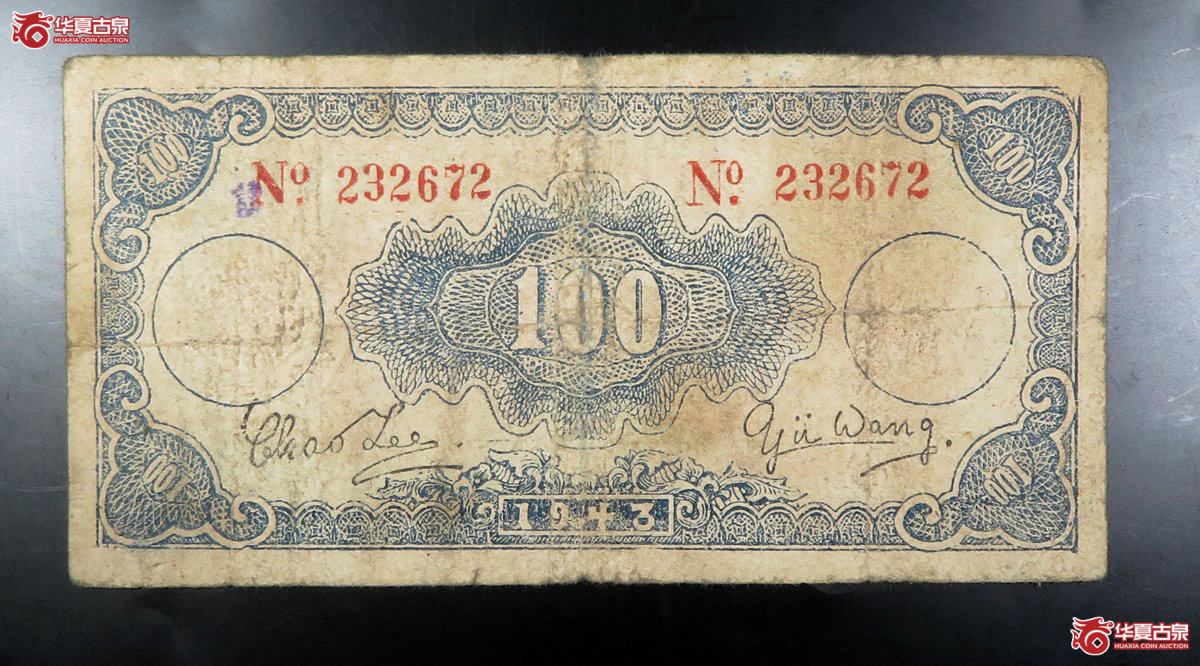 华夏古泉
HUAXIA COIN AUCTION
100 100
No. 232672 No. 232672
100
Chao Lee. Yü Wang.
100 100
1943
华夏古泉
HUAXIA COIN AUCTION